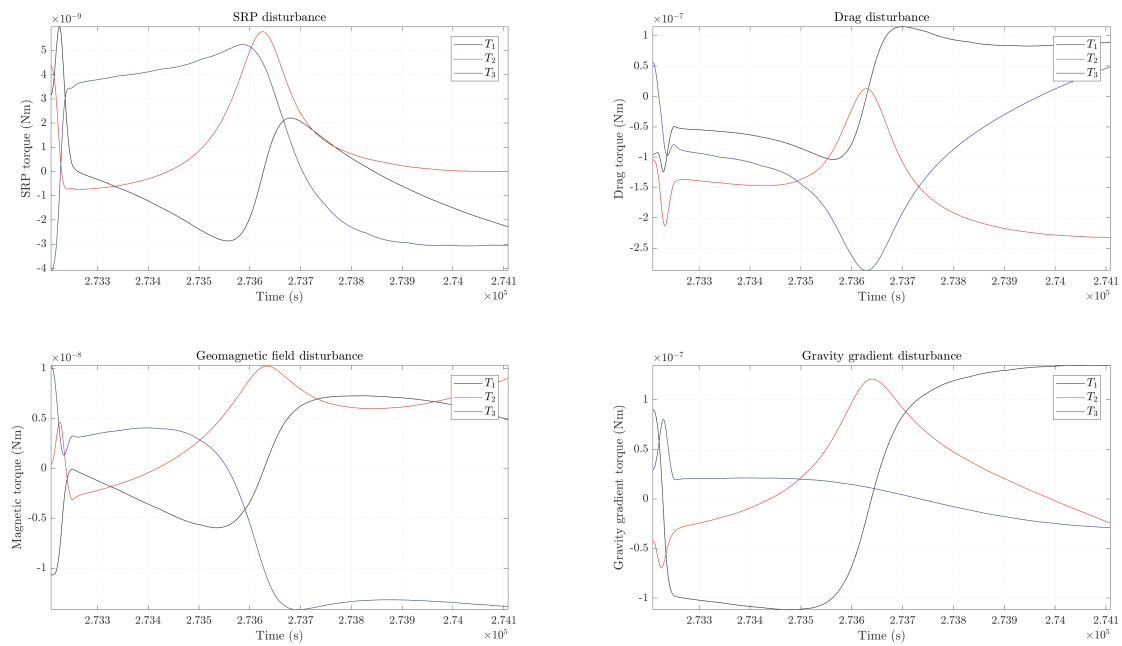 SRP disturbance
×10⁻⁹
T₁
T₂
T₃
5
4
3
2
1
0
-1
-2
-3
-4
SRP torque (Nm)
2.733 2.734 2.735 2.736 2.737 2.738 2.739 2.74 2.741
Time (s)
×10⁵
Drag disturbance
×10⁻⁷
T₁
T₂
T₃
1
0.5
0
-0.5
-1
-1.5
-2
-2.5
Drag torque (Nm)
2.733 2.734 2.735 2.736 2.737 2.738 2.739 2.74 2.741
Time (s)
×10⁵
Geomagnetic field disturbance
×10⁻⁸
T₁
T₂
T₃
1
0.5
0
-0.5
-1
Magnetic torque (Nm)
2.733 2.734 2.735 2.736 2.737 2.738 2.739 2.74 2.741
Time (s)
×10⁵
Gravity gradient disturbance
×10⁻⁷
T₁
T₂
T₃
1
0.5
0
-0.5
-1
Gravity gradient torque (Nm)
2.733 2.734 2.735 2.736 2.737 2.738 2.739 2.74 2.741
Time (s)
×10⁵